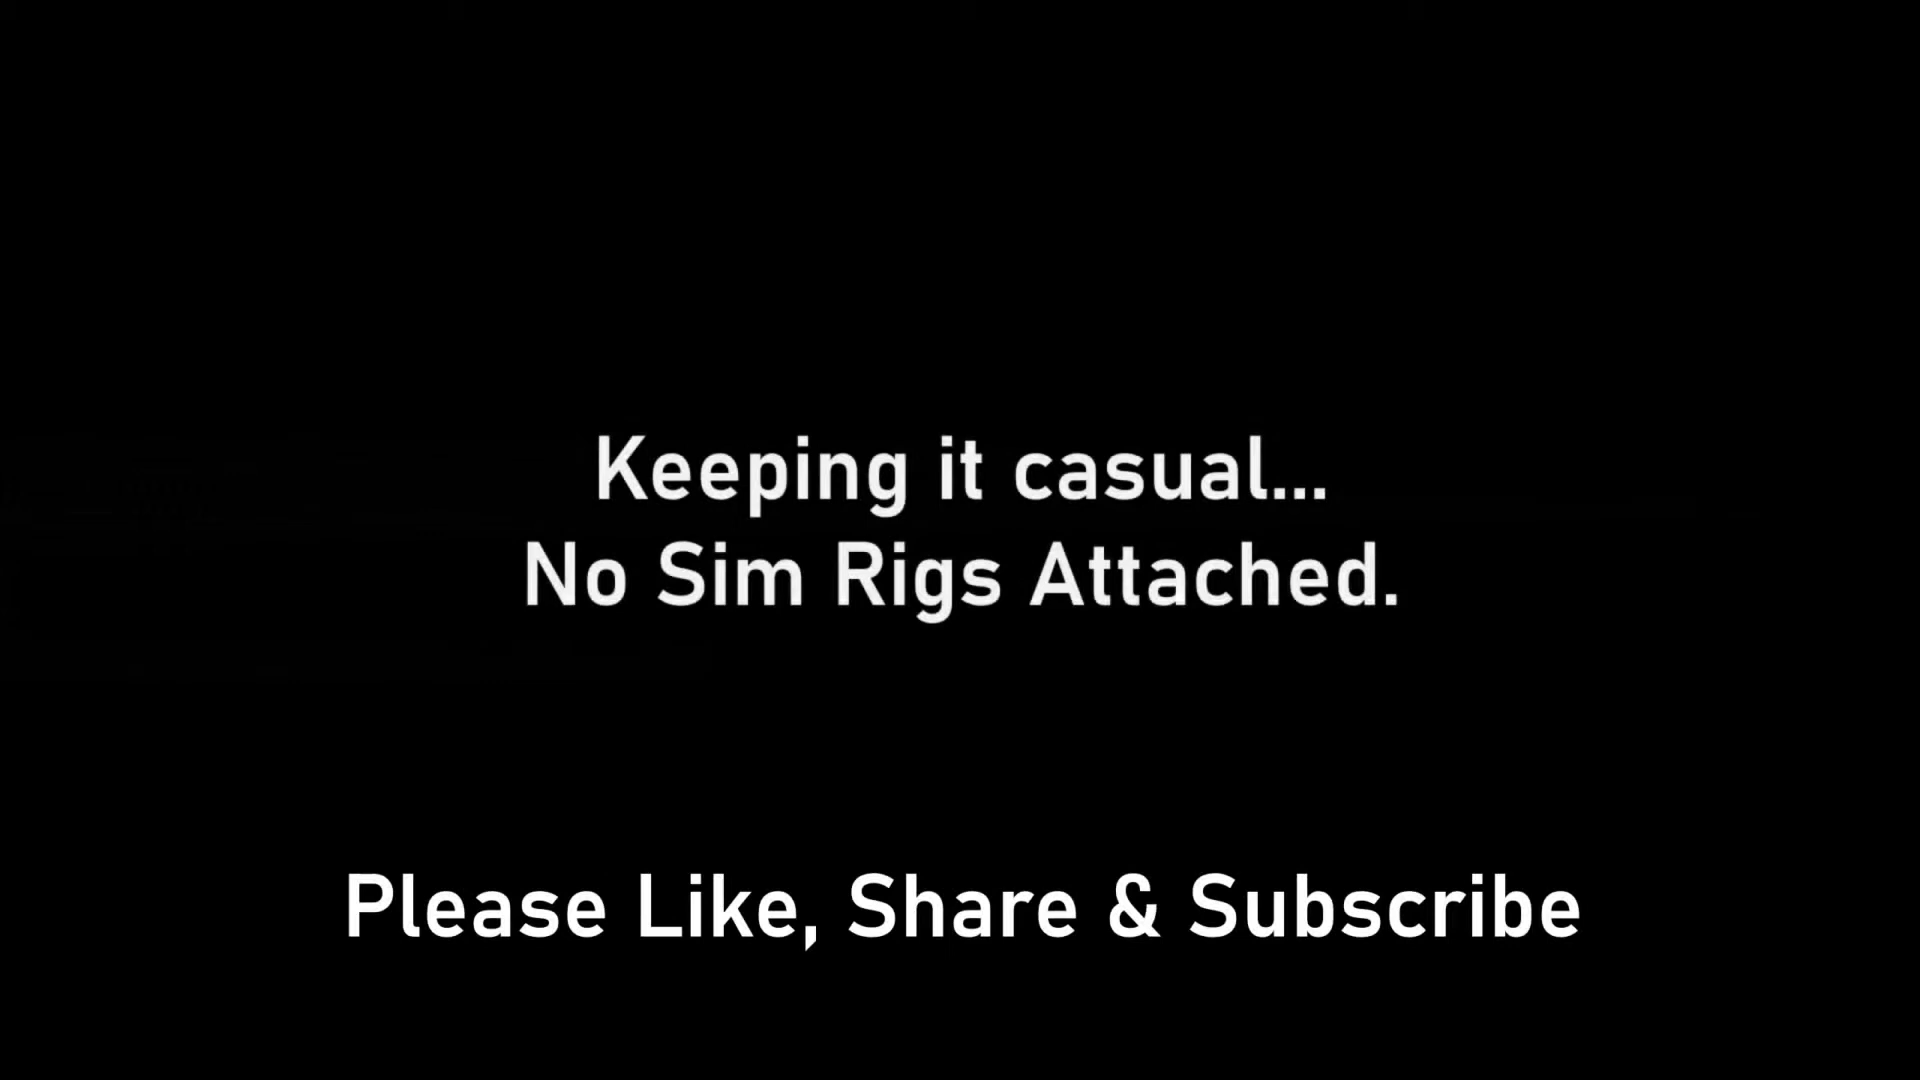 Keeping it casual...
No Sim Rigs Attached.
Please Like, Share & Subscribe